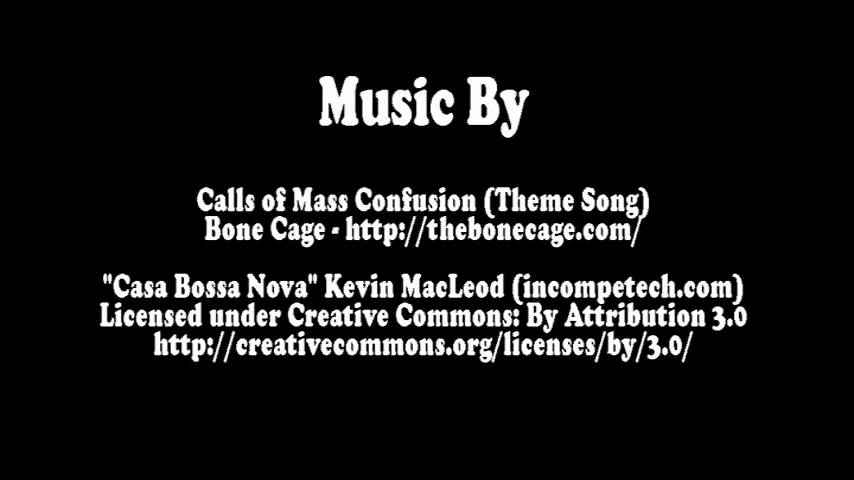 Music By
Calls of Mass Confusion (Theme Song)
Bone Cage - http://thebonecage.com/
"Casa Bossa Nova" Kevin MacLeod (incompetech.com)
Licensed under Creative Commons: By Attribution 3.0
http://creativecommons.org/licenses/by/3.0/